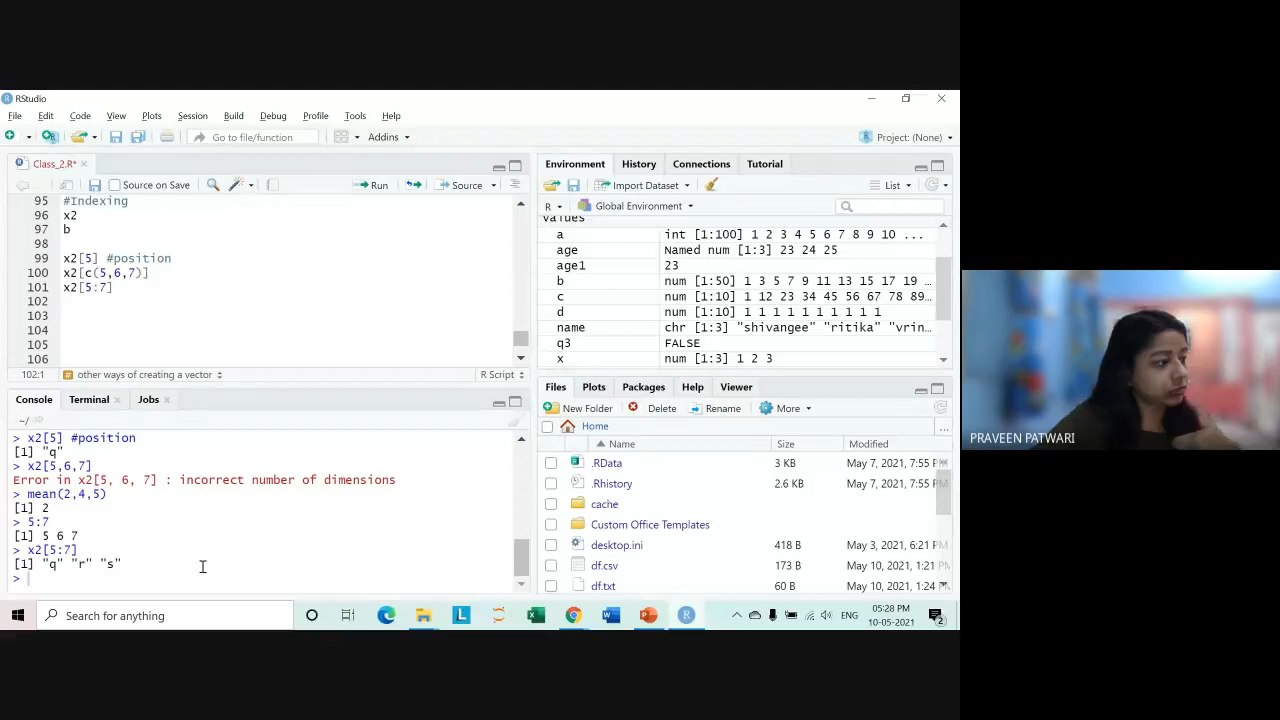 RStudio
File Edit Code View Plots Session Build Debug Profile Tools Help
Go to file/function Addins Project: (None)
Class_2.R*
Source on Save Run Source
95 #Indexing
96 x2
97 b
98
99 x2[5] #position
100 x2[c(5,6,7)]
101 x2[5:7]
102
103
104
105
106
102:1 # other ways of creating a vector R Script
Console Terminal Jobs
~/
> x2[5] #position
[1] "q"
> x2[5,6,7]
Error in x2[5, 6, 7] : incorrect number of dimensions
> mean(2,4,5)
[1] 2
> 5:7
[1] 5 6 7
> x2[5:7]
[1] "q" "r" "s"
>
Environment History Connections Tutorial
Import Dataset List
R Global Environment
values
a int [1:100] 1 2 3 4 5 6 7 8 9 10 ...
age Named num [1:3] 23 24 25
age1 23
b num [1:50] 1 3 5 7 9 11 13 15 17 19 ...
c num [1:10] 1 12 23 34 45 56 67 78 89...
d num [1:10] 1 1 1 1 1 1 1 1 1 1
name chr [1:3] "shivangee" "ritika" "vrin...
q3 FALSE
x num [1:3] 1 2 3
Files Plots Packages Help Viewer
New Folder Delete Rename More
Home ...
Name Size Modified
.RData 3 KB May 7, 2021, 7:55 P
.Rhistory 2.6 KB May 7, 2021, 7:55 P
cache
Custom Office Templates
desktop.ini 418 B May 3, 2021, 6:21 P
df.csv 173 B May 10, 2021, 1:21
df.txt 60 B May 10, 2021, 1:24
PRAVEEN PATWARI
Search for anything
ENG
05:28 PM
10-05-2021
2